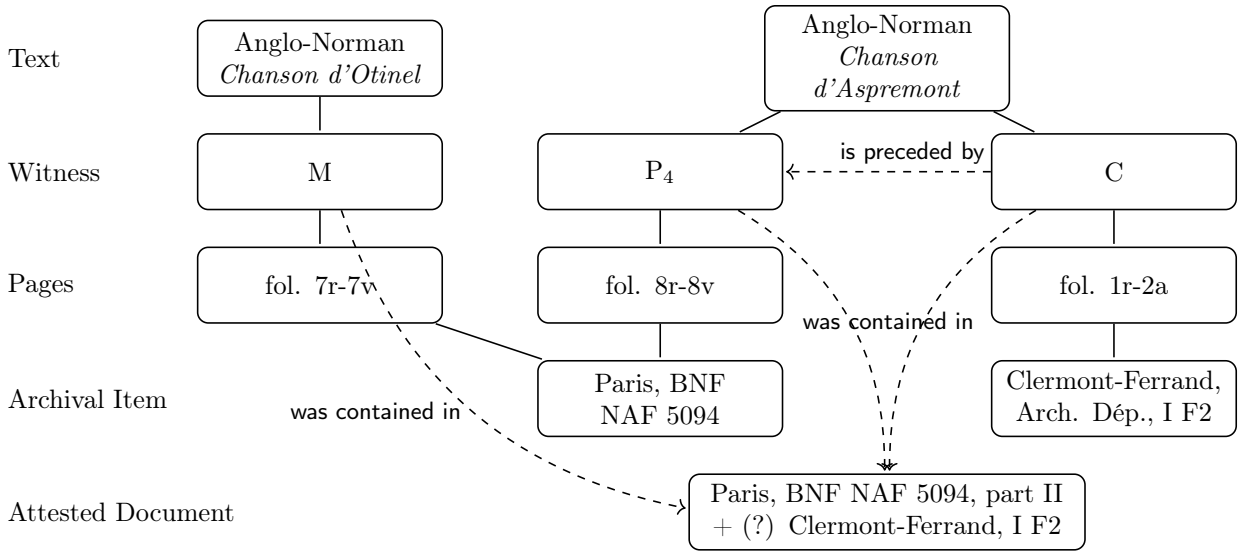 Text
Anglo-Norman
Chanson d'Otinel
Anglo-Norman
Chanson
d'Aspremont
Witness
M
P₄
is preceded by
C
Pages
fol. 7r-7v
fol. 8r-8v
fol. 1r-2a
was contained in
Archival Item
was contained in
Paris, BNF
NAF 5094
Clermont-Ferrand,
Arch. Dép., I F2
Attested Document
Paris, BNF NAF 5094, part II
+ (?) Clermont-Ferrand, I F2